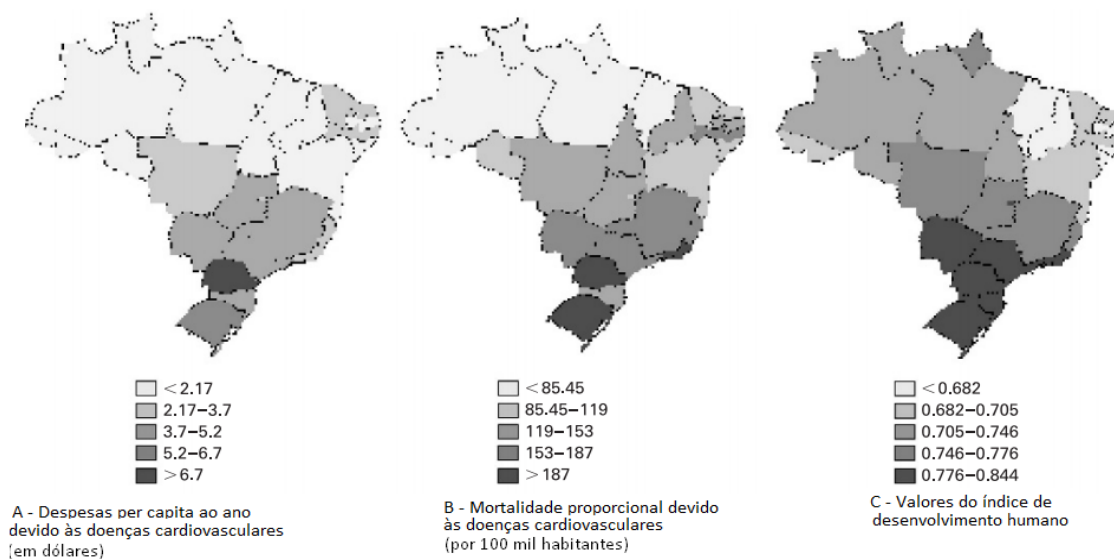 <2.17
2.17–3.7
3.7–5.2
5.2–6.7
>6.7
A - Despesas per capita ao ano
devido às doenças cardiovasculares
(em dólares)
<85.45
85.45–119
119–153
153–187
>187
B - Mortalidade proporcional devido
às doenças cardiovasculares
(por 100 mil habitantes)
<0.682
0.682–0.705
0.705–0.746
0.746–0.776
0.776–0.844
C - Valores do índice de
desenvolvimento humano